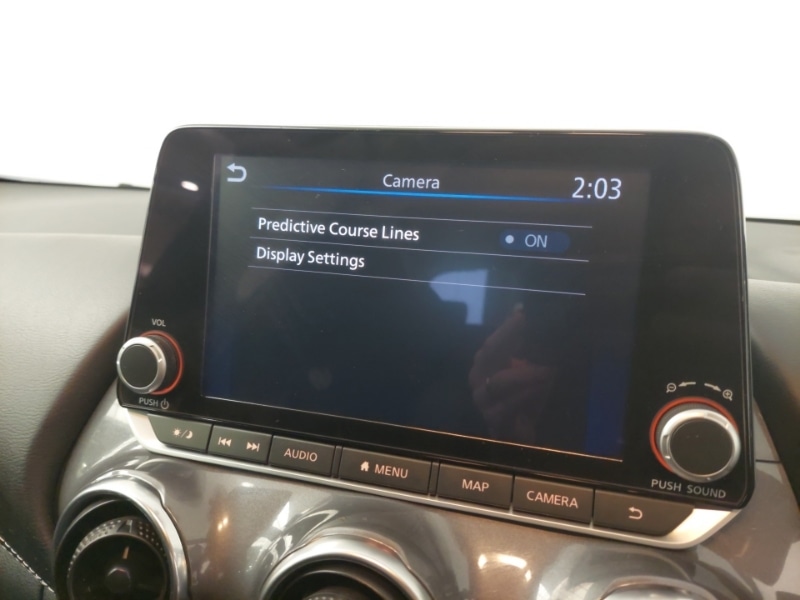 Camera
2:03
Predictive Course Lines
ON
Display Settings
VOL
PUSH
AUDIO
MENU
MAP
CAMERA
PUSH SOUND